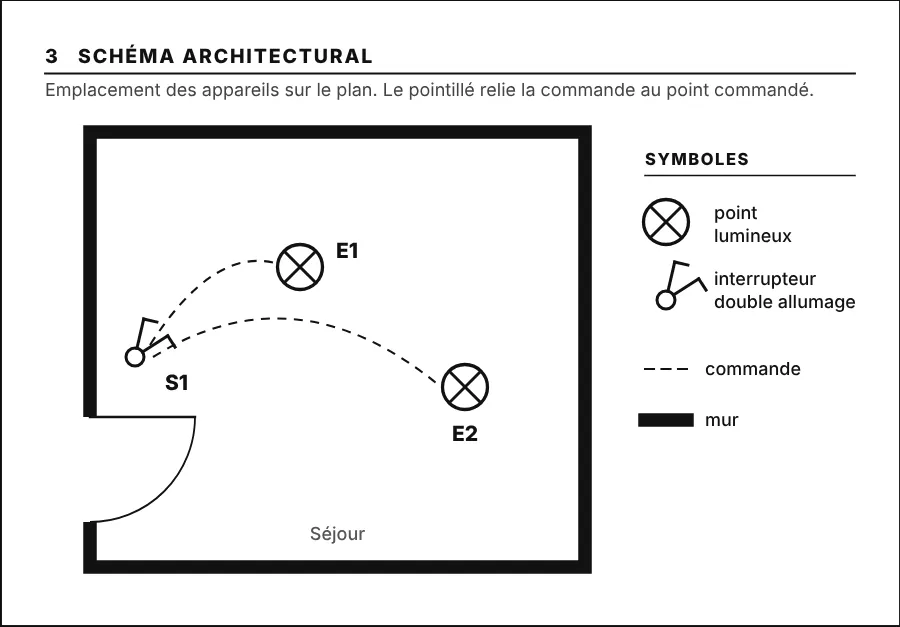 3 SCHÉMA ARCHITECTURAL
Emplacement des appareils sur le plan. Le pointillé relie la commande au point commandé.
SYMBOLES
point
lumineux
interrupteur
double allumage
commande
mur
E1
S1
E2
Séjour